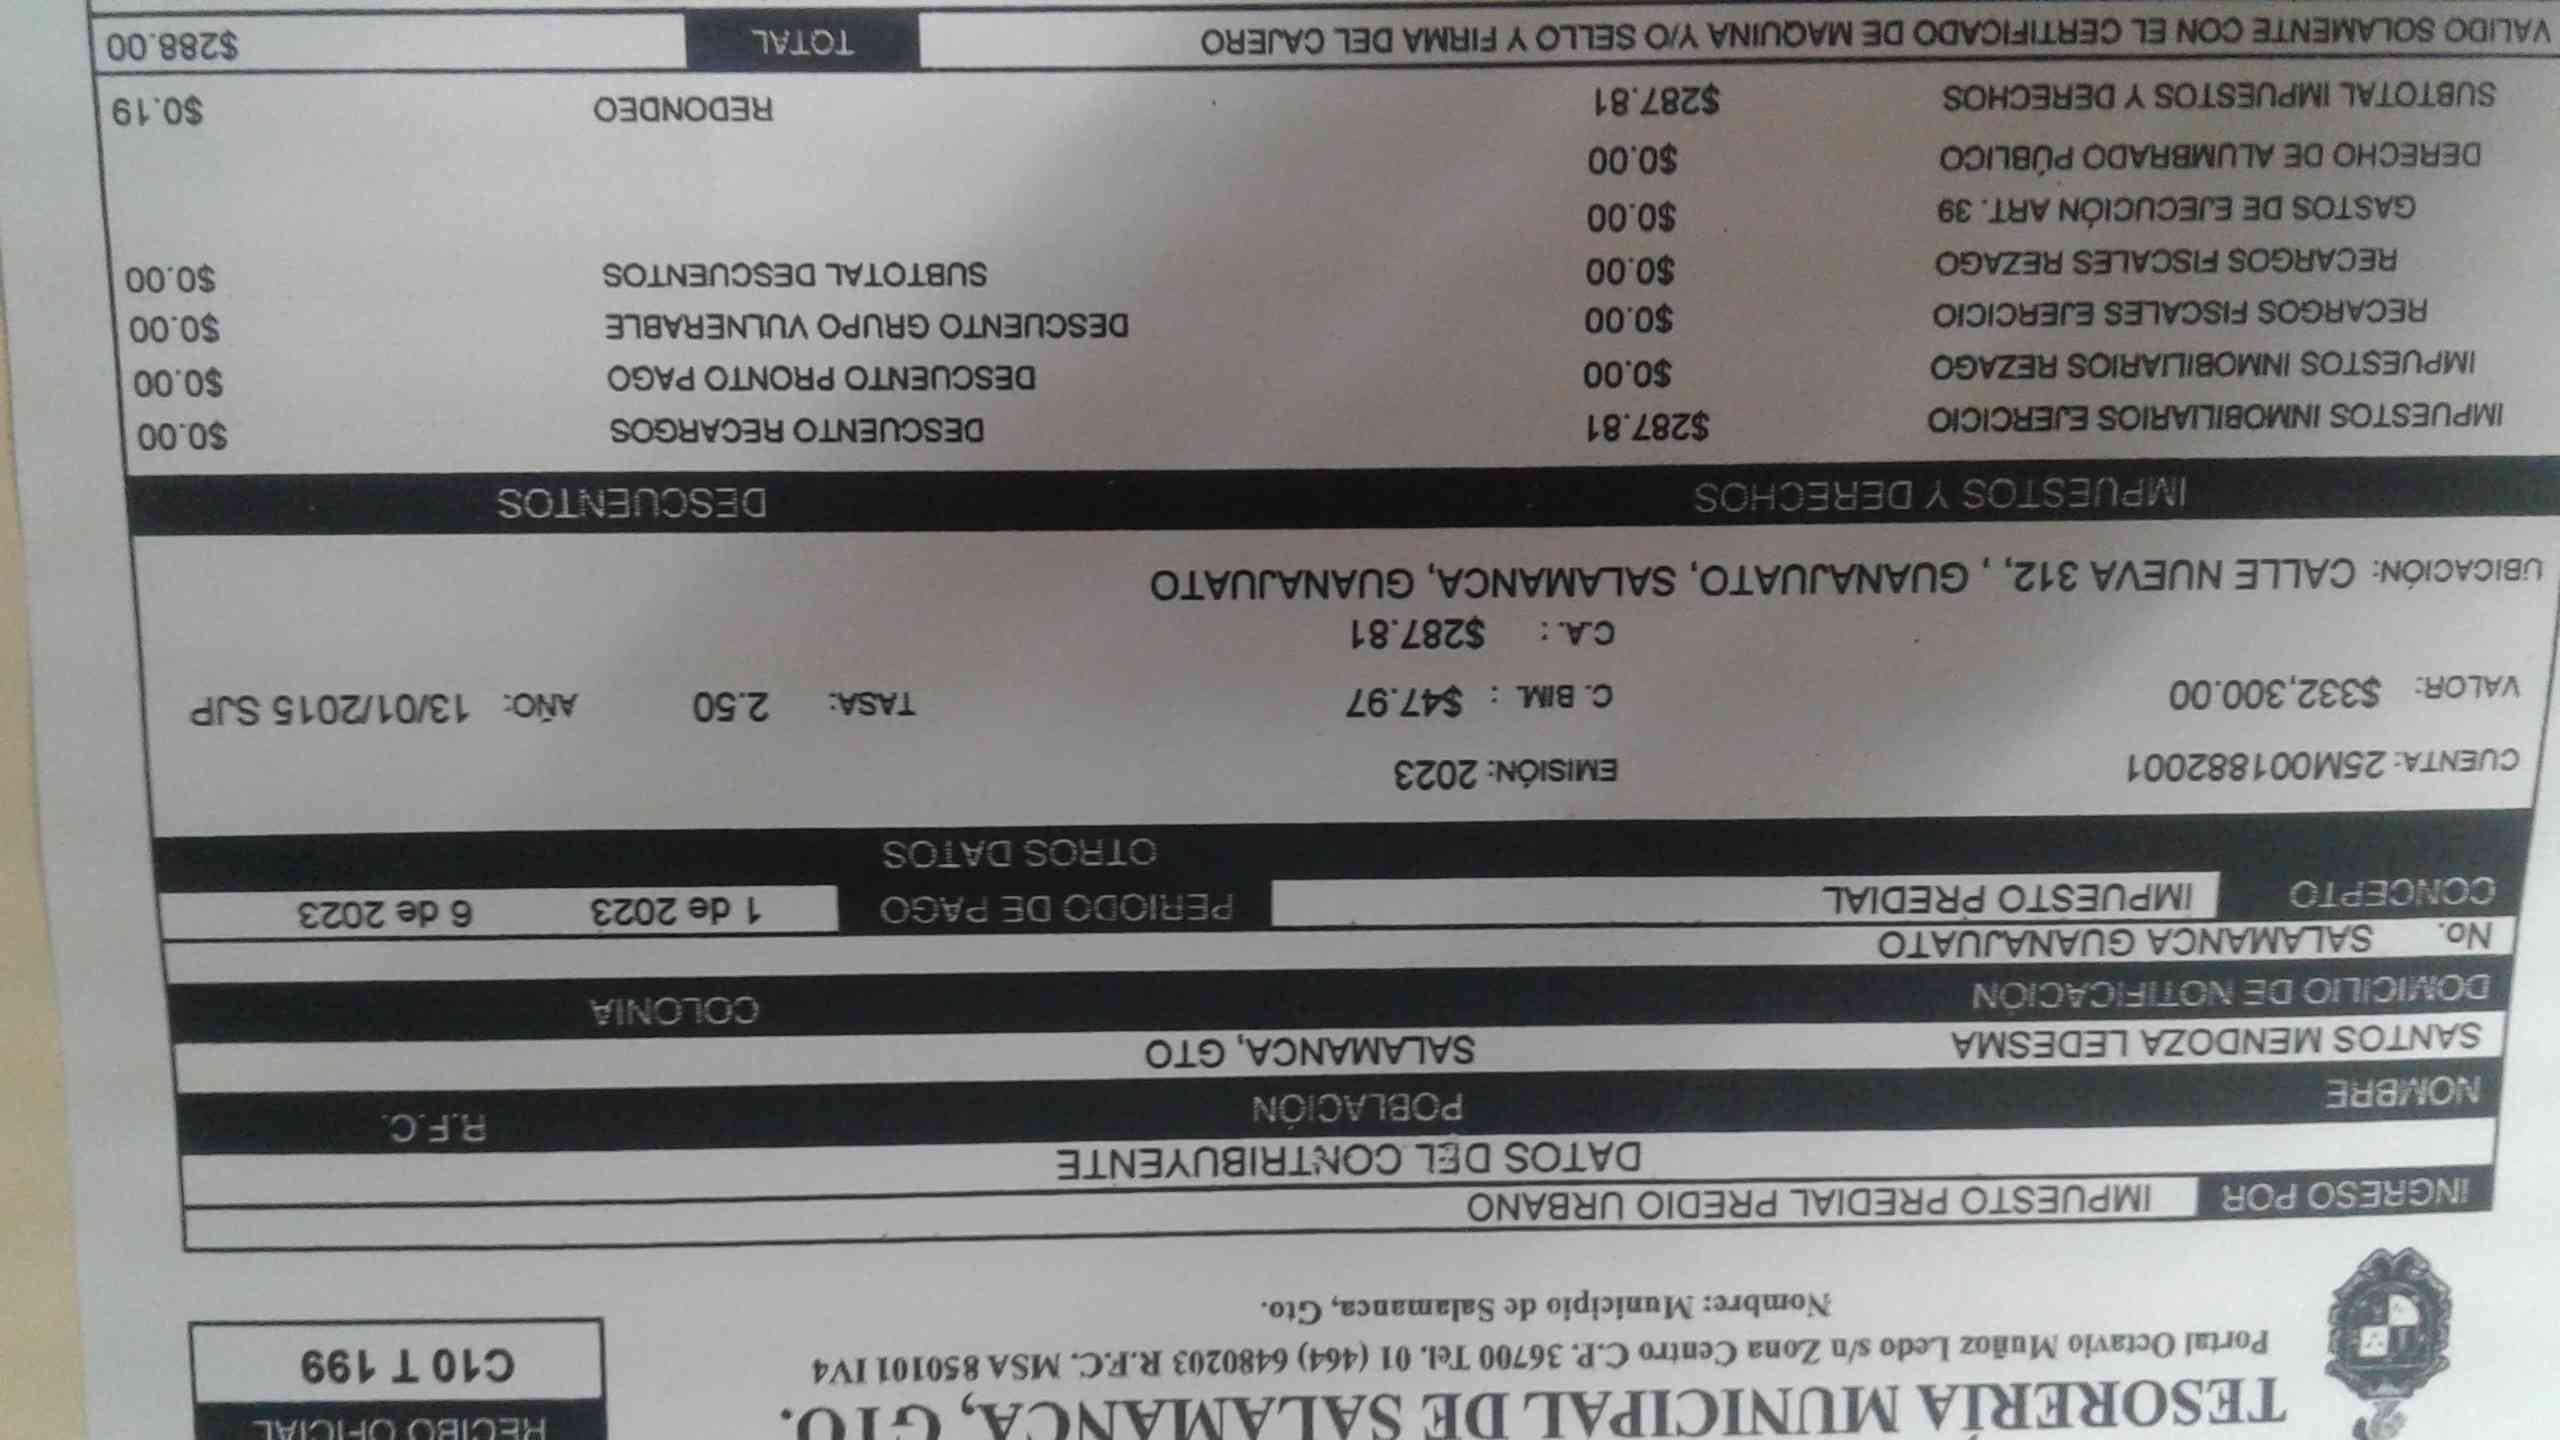 RECIBO OFICIAL
TESORERÍA MUNICIPAL DE SALAMANCA, GTO.
C10 T 199
Portal Octavio Muñoz Ledo s/n Zona Centro C.P. 36700 Tel. 01 (464) 6480203 R.F.C. MSA 850101 IV4
Nombre: Municipio de Salamanca, Gto.
INGRESO POR IMPUESTO PREDIAL PREDIO URBANO
DATOS DEL CONTRIBUYENTE
NOMBRE POBLACIÓN R.F.C.
SANTOS MENDOZA LEDESMA SALAMANCA, GTO
DOMICILIO DE NOTIFICACIÓN COLONIA
No. SALAMANCA GUANAJUATO
CONCEPTO IMPUESTO PREDIAL PERIODO DE PAGO 1 de 2023 6 de 2023
OTROS DATOS
CUENTA: 25M001882001 EMISIÓN: 2023
VALOR: $332,300.00 C. BIM. : $47.97 TASA: 2.50 AÑO: 13/01/2015 SJP
C.A. : $287.81
UBICACIÓN: CALLE NUEVA 312, , GUANAJUATO, SALAMANCA, GUANAJUATO
IMPUESTOS Y DERECHOS DESCUENTOS
IMPUESTOS INMOBILIARIOS EJERCICIO $287.81 DESCUENTO RECARGOS $0.00
IMPUESTOS INMOBILIARIOS REZAGO $0.00 DESCUENTO PRONTO PAGO $0.00
RECARGOS FISCALES EJERCICIO $0.00 DESCUENTO GRUPO VULNERABLE $0.00
RECARGOS FISCALES REZAGO $0.00 SUBTOTAL DESCUENTOS $0.00
GASTOS DE EJECUCIÓN ART. 39 $0.00
DERECHO DE ALUMBRADO PÚBLICO $0.00
SUBTOTAL IMPUESTOS Y DERECHOS $287.81 REDONDEO $0.19
VALIDO SOLAMENTE CON EL CERTIFICADO DE MAQUINA Y/O SELLO Y FIRMA DEL CAJERO TOTAL $288.00